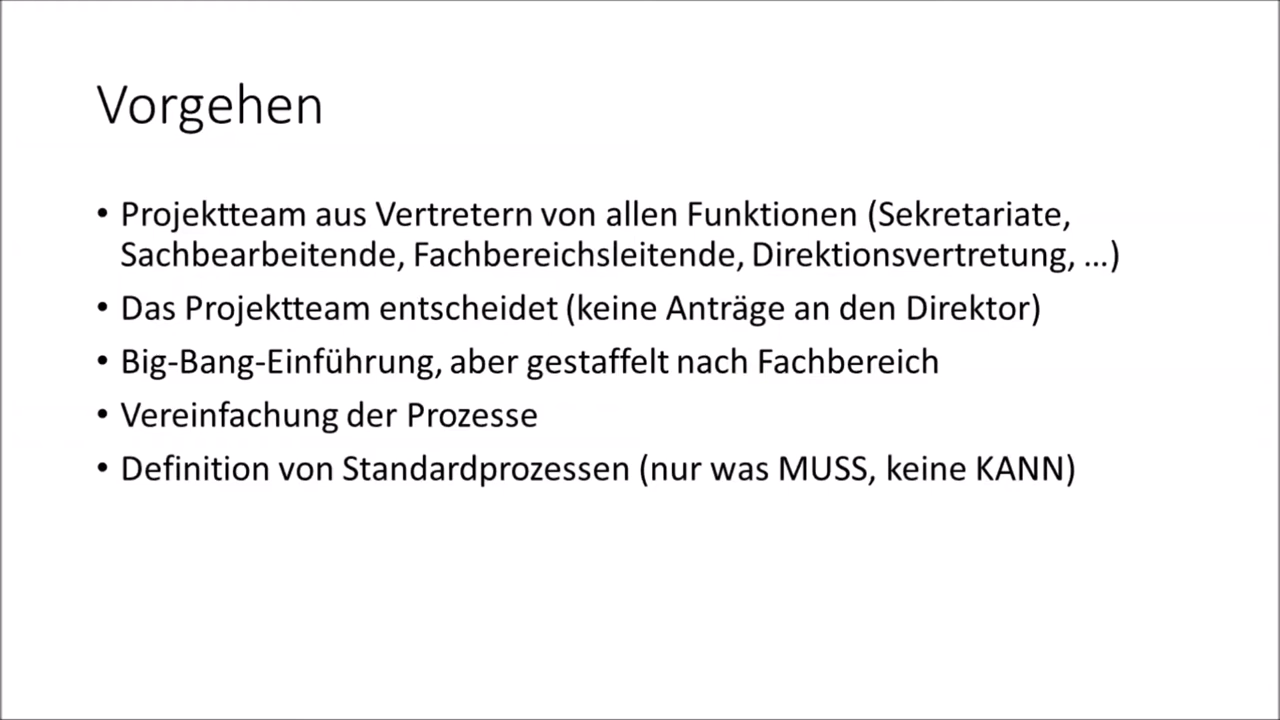 Vorgehen
• Projektteam aus Vertretern von allen Funktionen (Sekretariate,
Sachbearbeitende, Fachbereichsleitende, Direktionsvertretung, ...)
• Das Projektteam entscheidet (keine Anträge an den Direktor)
• Big-Bang-Einführung, aber gestaffelt nach Fachbereich
• Vereinfachung der Prozesse
• Definition von Standardprozessen (nur was MUSS, keine KANN)